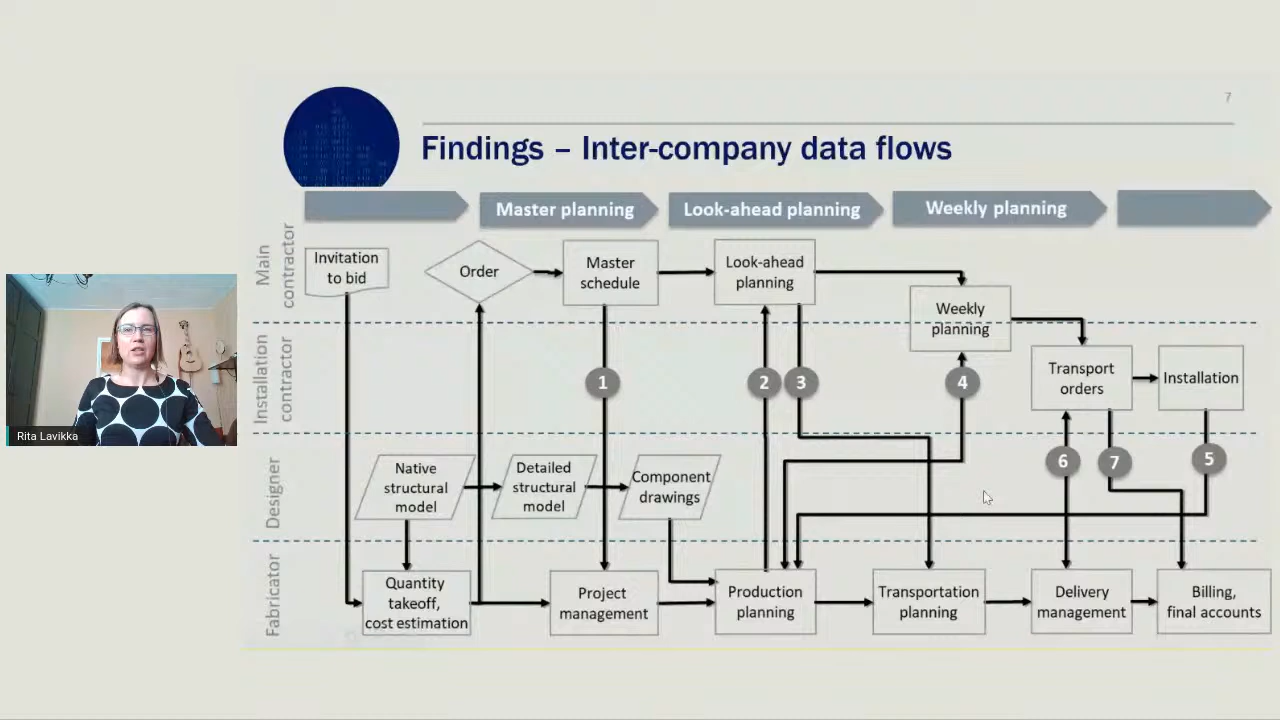 7
Findings – Inter-company data flows
Master planning
Look-ahead planning
Weekly planning
Main
contractor
Invitation
to bid
Order
Master
schedule
Look-ahead
planning
Weekly
planning
Installation
contractor
1
2
3
4
Transport
orders
Installation
Designer
Native
structural
model
Detailed
structural
model
Component
drawings
6
7
5
Fabricator
Quantity
takeoff,
cost estimation
Project
management
Production
planning
Transportation
planning
Delivery
management
Billing,
final accounts
Rita Lavikka